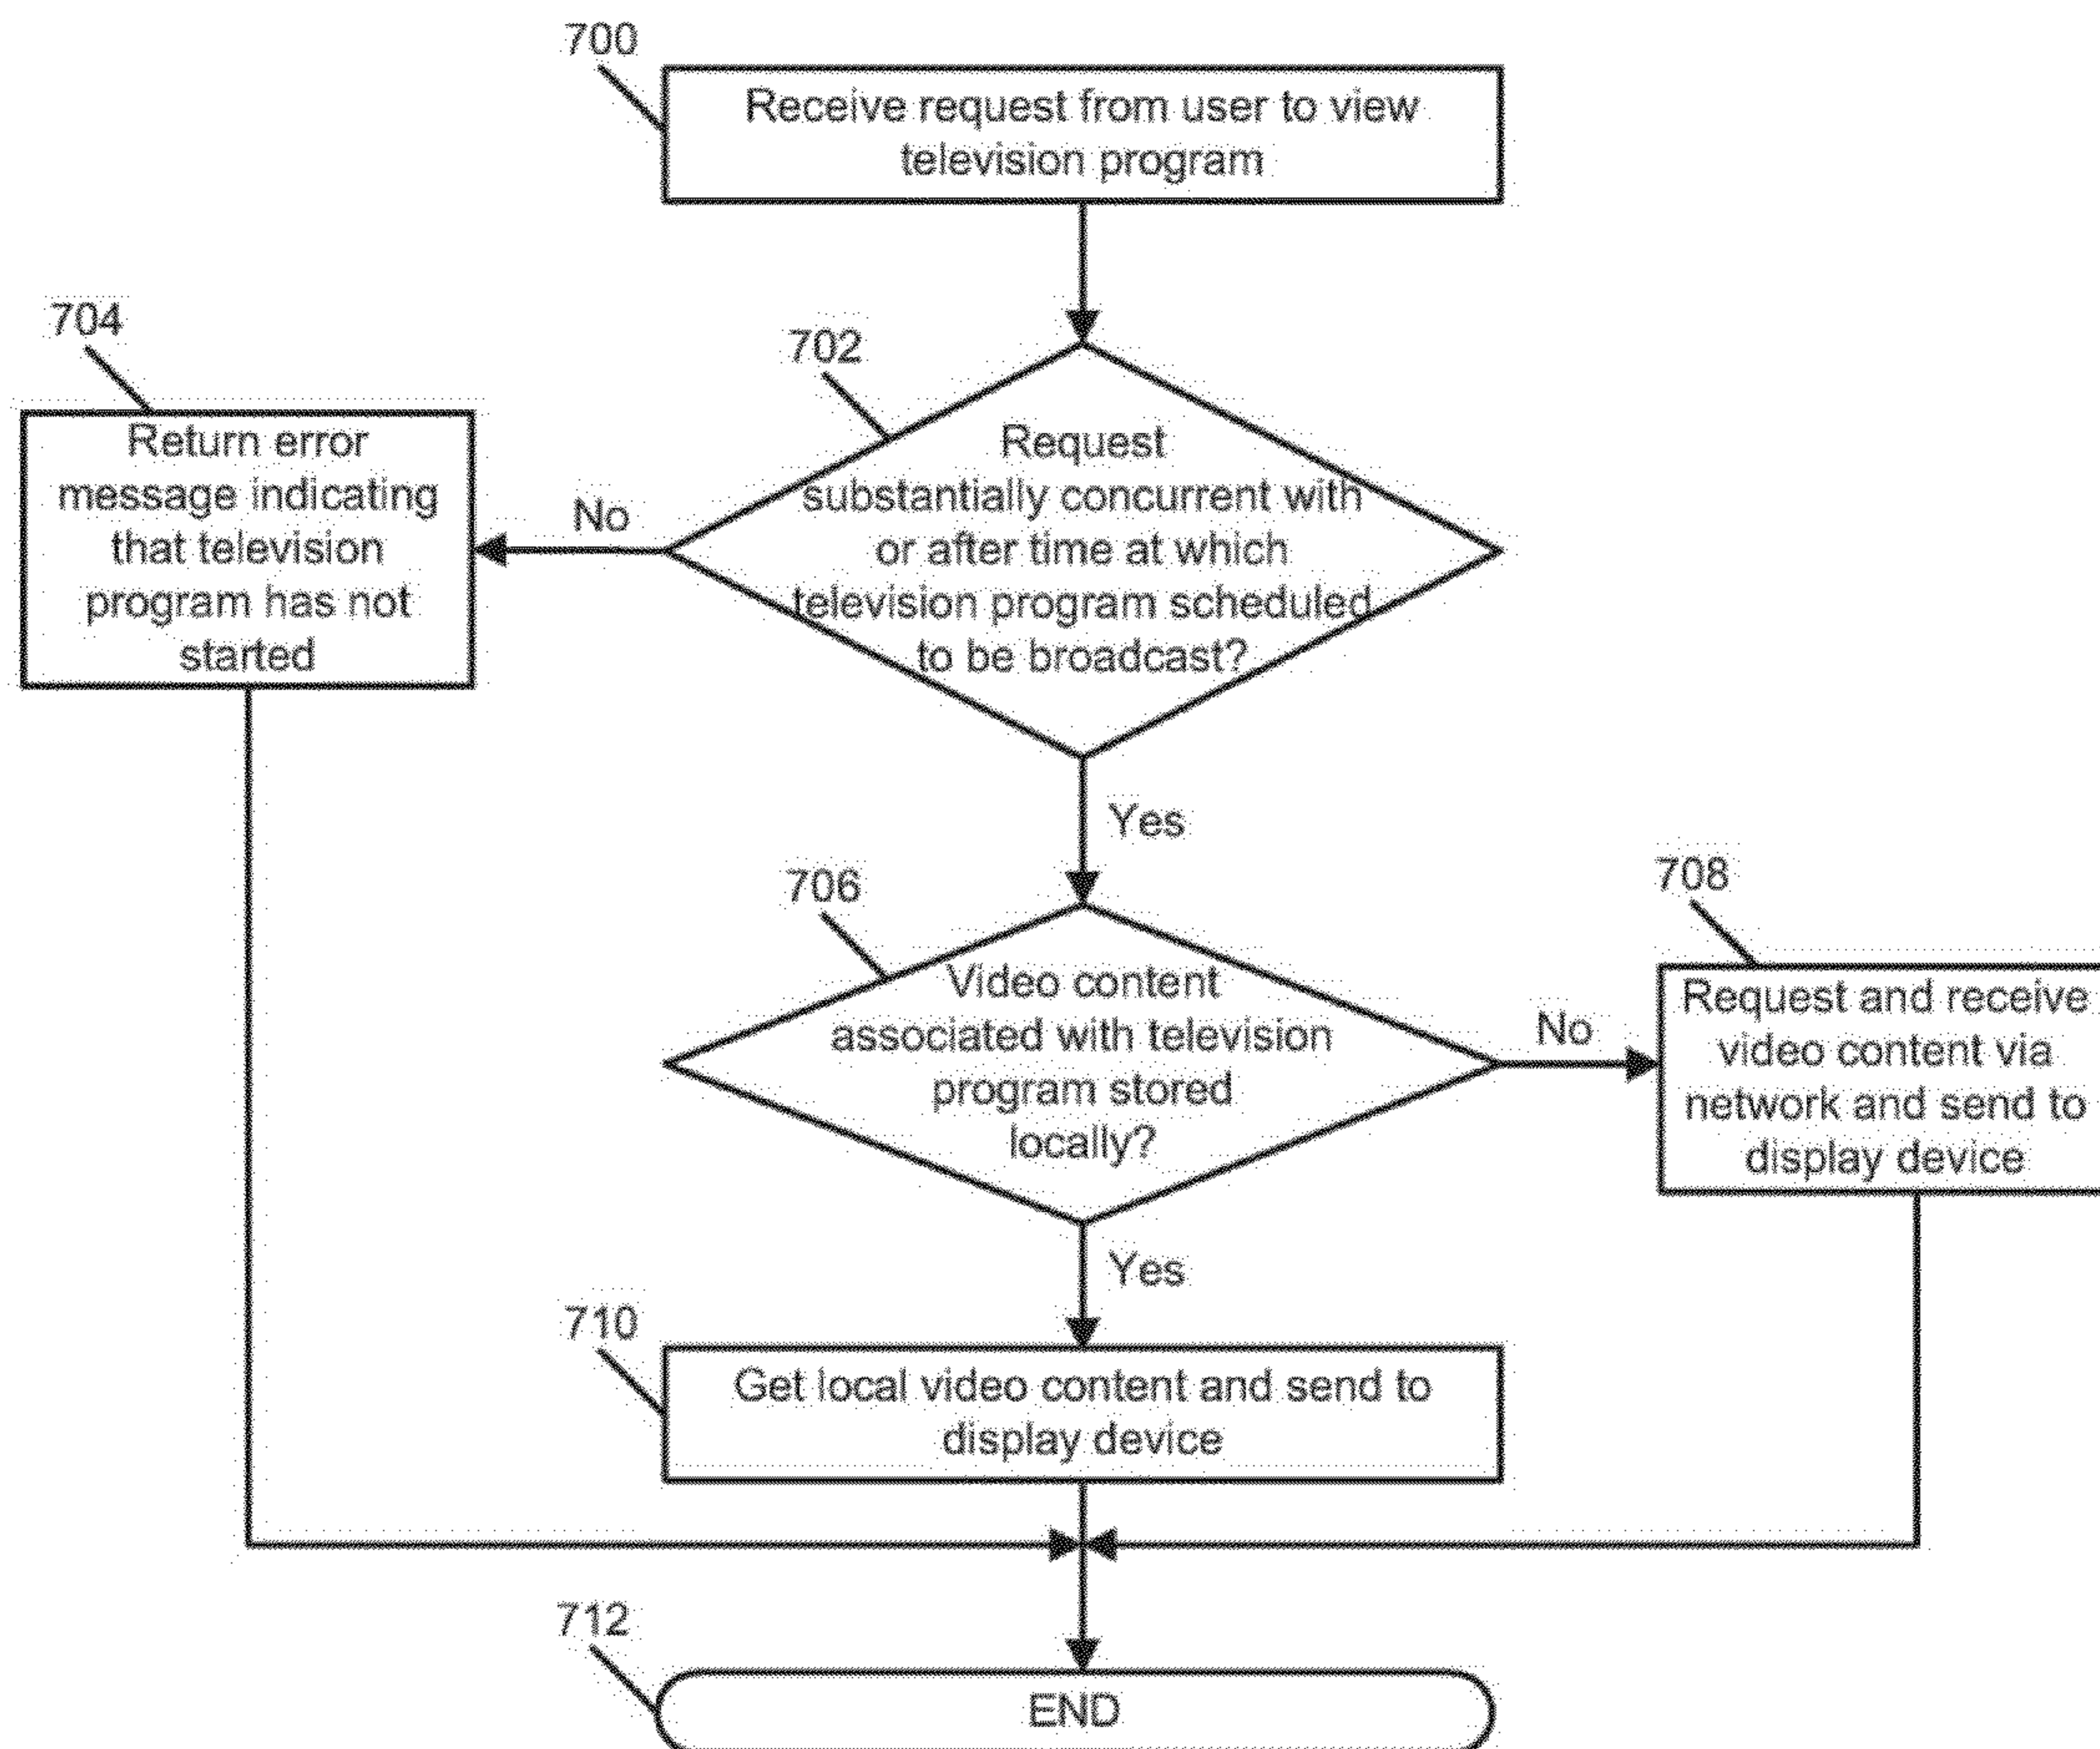 700
Receive request from user to view
television program
702
Request
substantially concurrent with
or after time at which
television program scheduled
to be broadcast?
No
704
Return error
message indicating
that television
program has not
started
Yes
706
Video content
associated with television
program stored
locally?
No
708
Request and receive
video content via
network and send to
display device
Yes
710
Get local video content and send to
display device
712
END